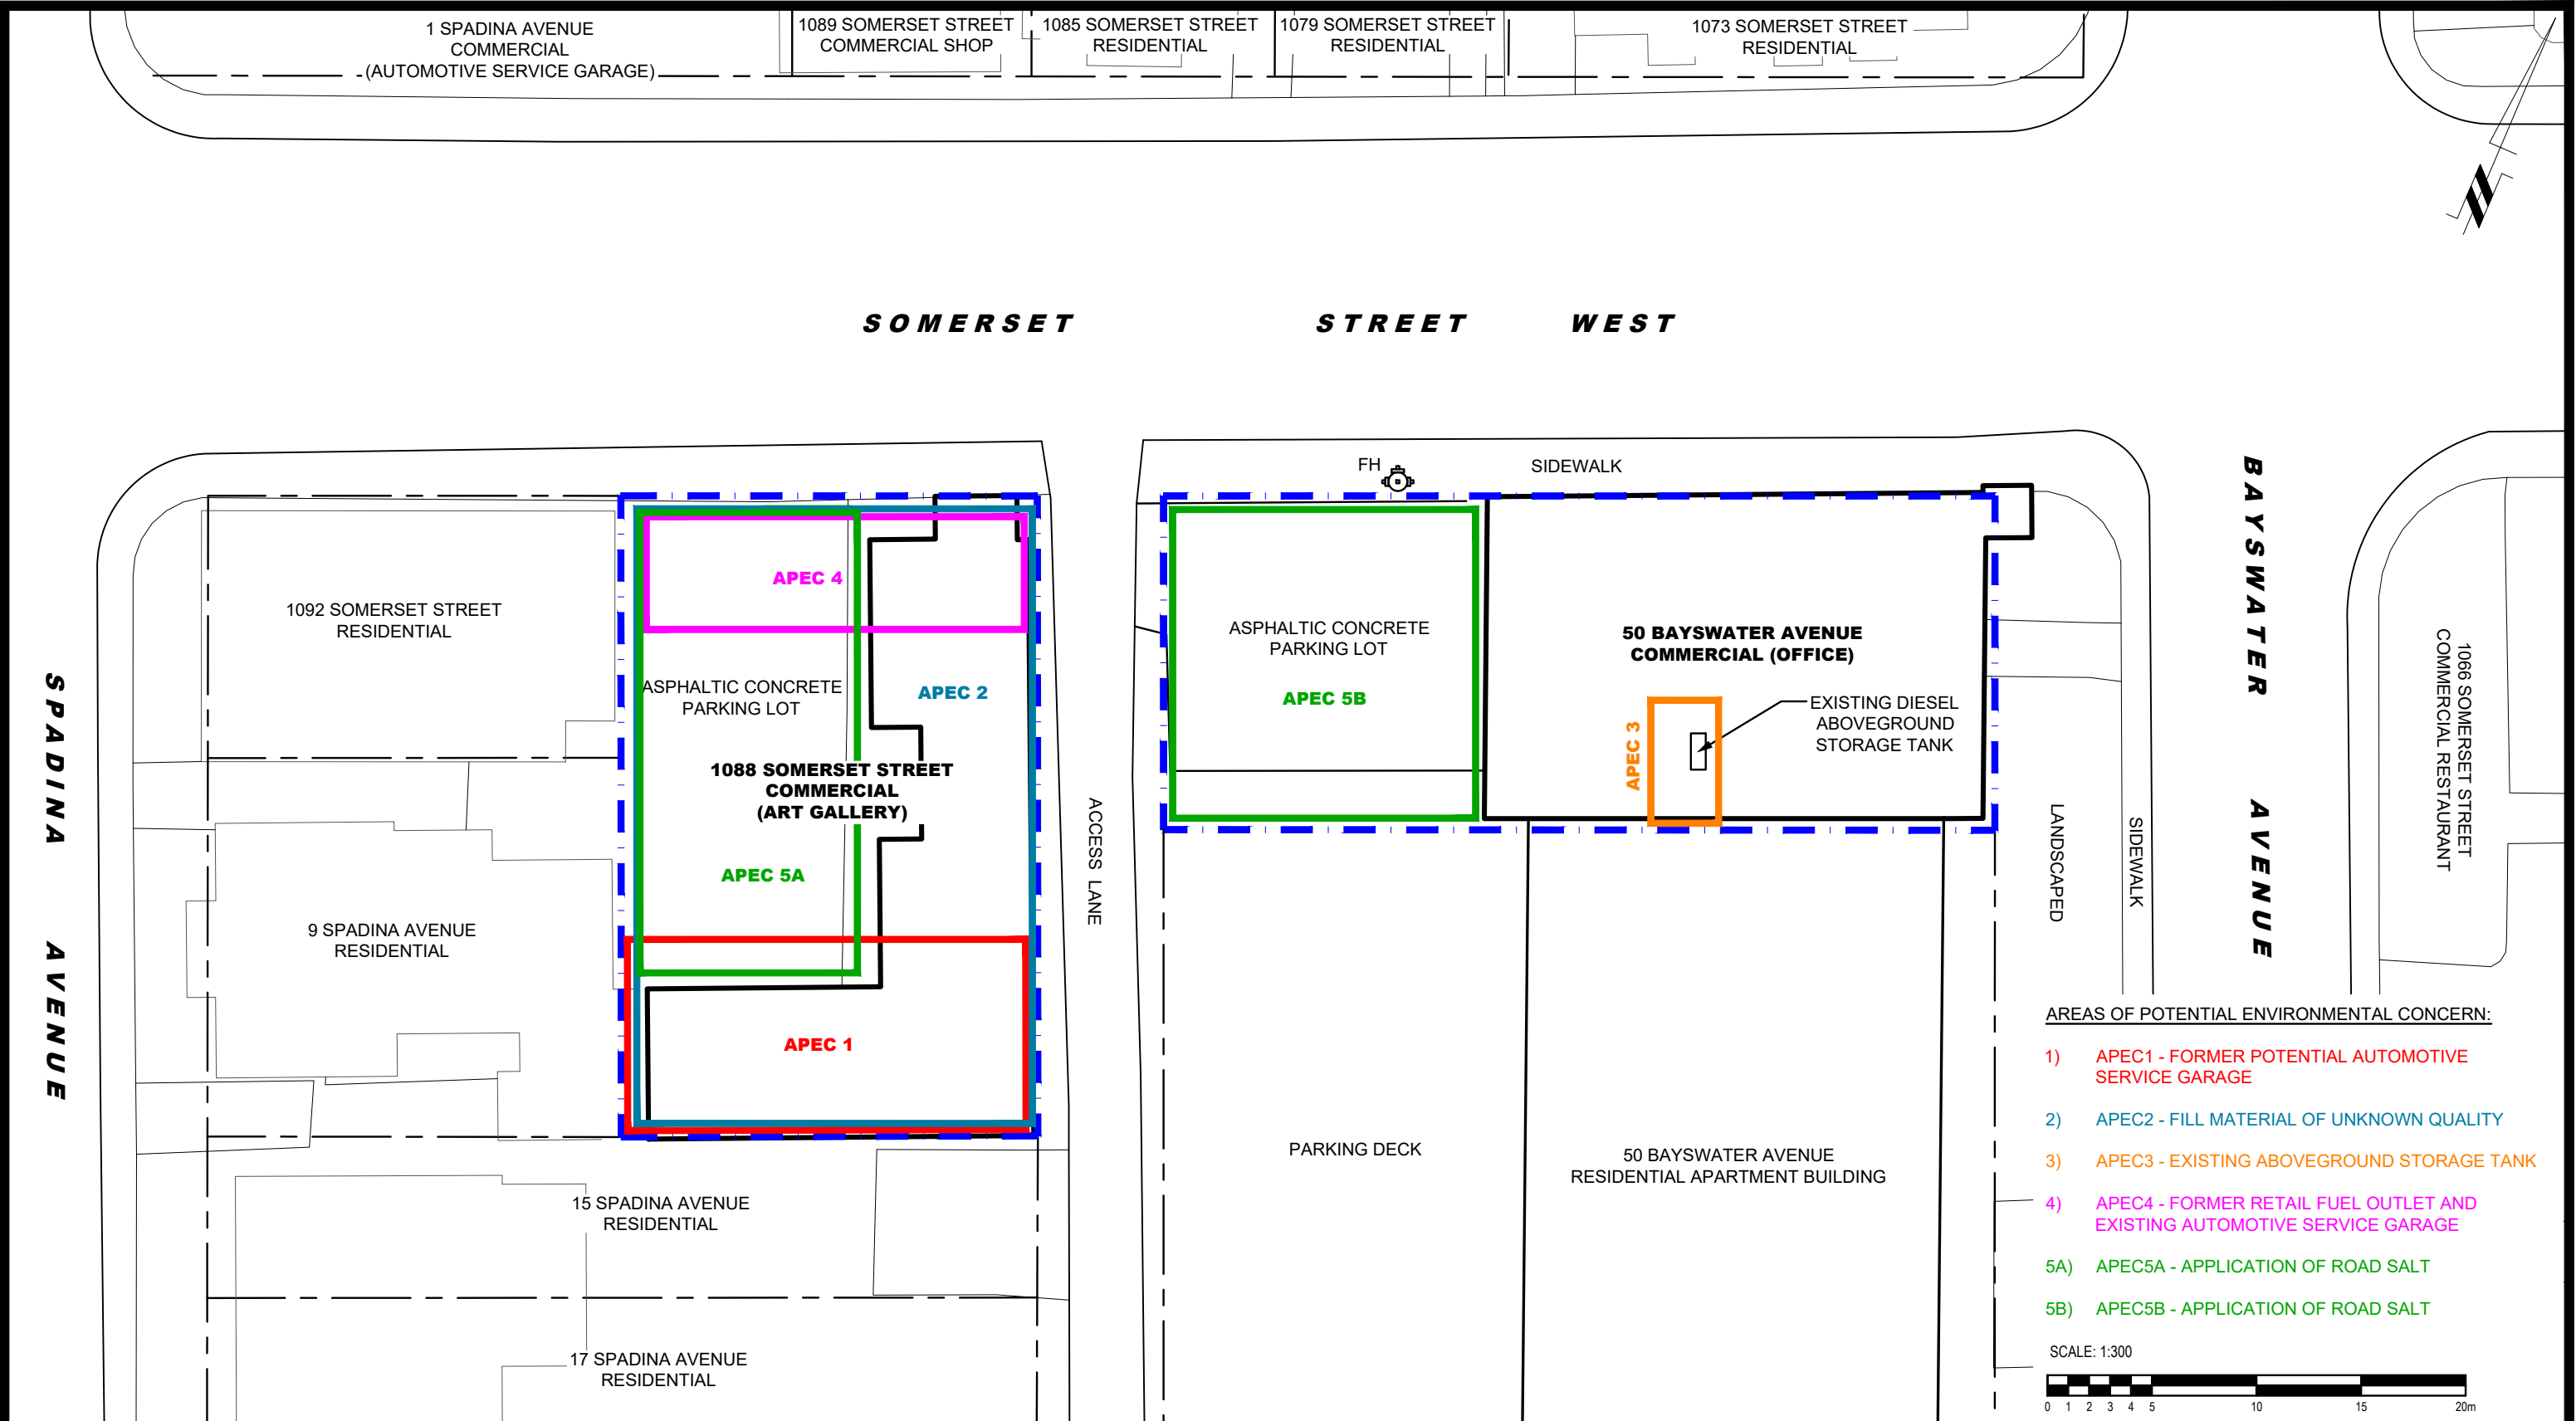 1 SPADINA AVENUE
COMMERCIAL
(AUTOMOTIVE SERVICE GARAGE)
1089 SOMERSET STREET
COMMERCIAL SHOP
1085 SOMERSET STREET
RESIDENTIAL
1079 SOMERSET STREET
RESIDENTIAL
1073 SOMERSET STREET
RESIDENTIAL
SOMERSET STREET WEST
FH
SIDEWALK
1092 SOMERSET STREET
RESIDENTIAL
APEC 4
ASPHALTIC CONCRETE
PARKING LOT
APEC 2
1088 SOMERSET STREET
COMMERCIAL
(ART GALLERY)
APEC 5A
APEC 1
ASPHALTIC CONCRETE
PARKING LOT
APEC 5B
50 BAYSWATER AVENUE
COMMERCIAL (OFFICE)
APEC 3
EXISTING DIESEL
ABOVEGROUND
STORAGE TANK
SPADINA AVENUE
9 SPADINA AVENUE
RESIDENTIAL
ACCESS LANE
LANDSCAPED
SIDEWALK
BAYSWATER AVENUE
1066 SOMERSET STREET
COMMERCIAL RESTAURANT
15 SPADINA AVENUE
RESIDENTIAL
17 SPADINA AVENUE
RESIDENTIAL
PARKING DECK
50 BAYSWATER AVENUE
RESIDENTIAL APARTMENT BUILDING
AREAS OF POTENTIAL ENVIRONMENTAL CONCERN:
1) APEC1 - FORMER POTENTIAL AUTOMOTIVE
SERVICE GARAGE
2) APEC2 - FILL MATERIAL OF UNKNOWN QUALITY
3) APEC3 - EXISTING ABOVEGROUND STORAGE TANK
4) APEC4 - FORMER RETAIL FUEL OUTLET AND
EXISTING AUTOMOTIVE SERVICE GARAGE
5A) APEC5A - APPLICATION OF ROAD SALT
5B) APEC5B - APPLICATION OF ROAD SALT
SCALE: 1:300
0 1 2 3 4 5 10 15 20m